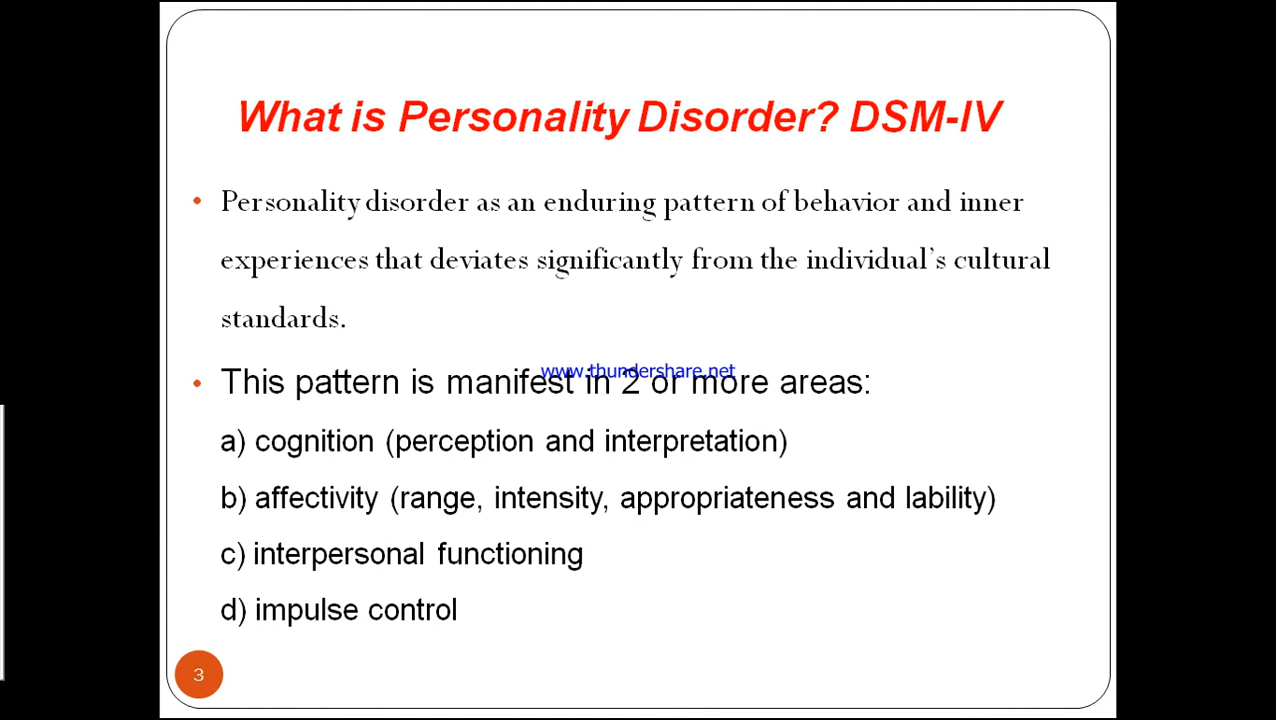 What is Personality Disorder? DSM-IV
• Personality disorder as an enduring pattern of behavior and inner
experiences that deviates significantly from the individual's cultural
standards.
www.thundershare.net
• This pattern is manifest in 2 or more areas:
a) cognition (perception and interpretation)
b) affectivity (range, intensity, appropriateness and lability)
c) interpersonal functioning
d) impulse control
3